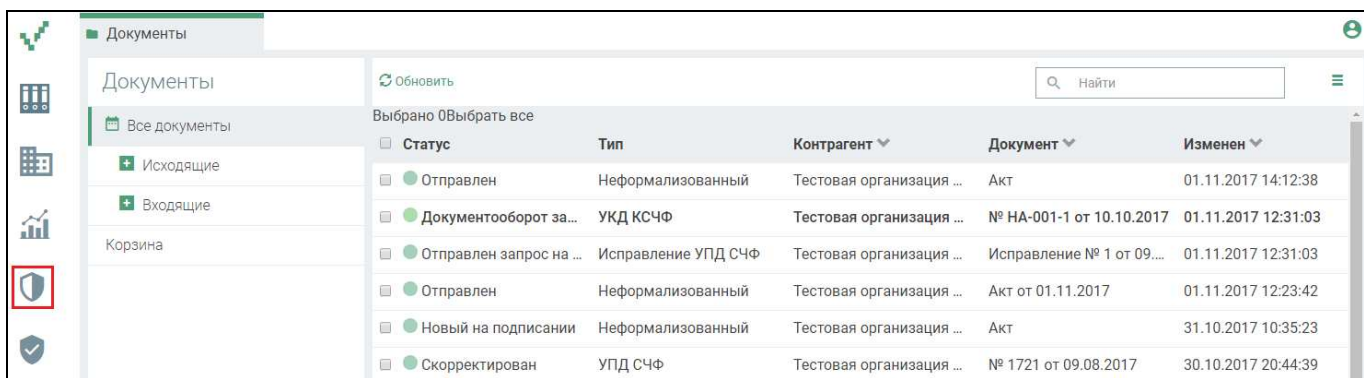 Документы
Документы
Обновить
Найти
Все документы
Исходящие
Входящие
Корзина
Выбрано 0Выбрать все
Статус Тип Контрагент Документ Изменен
Отправлен Неформализованный Тестовая организация ... Акт 01.11.2017 14:12:38
Документооборот за... УКД КСЧФ Тестовая организация ... № НА-001-1 от 10.10.2017 01.11.2017 12:31:03
Отправлен запрос на ... Исправление УПД СЧФ Тестовая организация ... Исправление № 1 от 09.... 01.11.2017 12:31:03
Отправлен Неформализованный Тестовая организация ... Акт от 01.11.2017 01.11.2017 12:23:42
Новый на подписании Неформализованный Тестовая организация ... Акт 31.10.2017 10:35:23
Скорректирован УПД СЧФ Тестовая организация ... № 1721 от 09.08.2017 30.10.2017 20:44:39